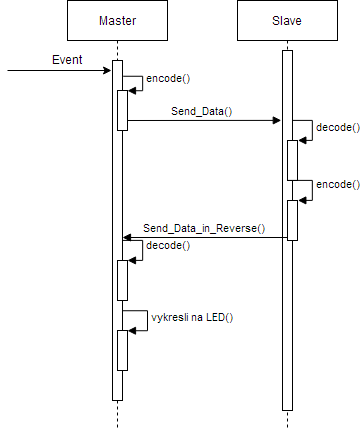 Master
Slave
Event
encode()
Send_Data()
decode()
encode()
Send_Data_in_Reverse()
decode()
vykresli na LED()